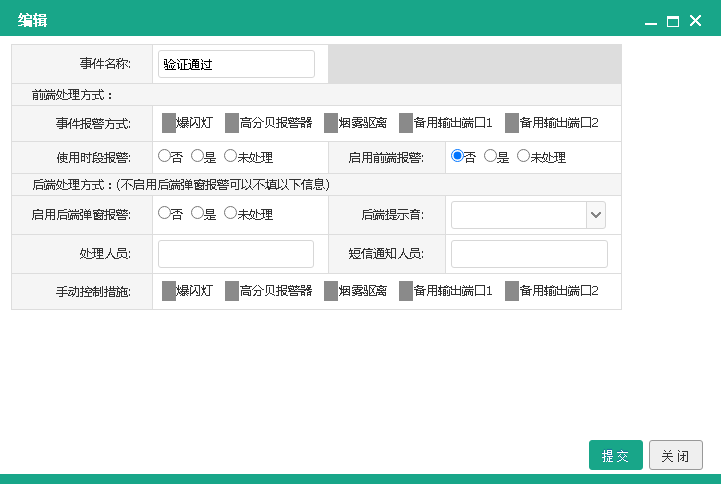 编辑
事件名称: 验证通过
前端处理方式：
事件报警方式: 爆闪灯 高分贝报警器 烟雾驱离 备用输出端口1 备用输出端口2
使用时段报警: 否 是 未处理 启用前端报警: 否 是 未处理
后端处理方式：(不启用后端弹窗报警可以不填以下信息)
启用后端弹窗报警: 否 是 未处理 后端提示音:
处理人员: 短信通知人员:
手动控制措施: 爆闪灯 高分贝报警器 烟雾驱离 备用输出端口1 备用输出端口2
提交 关闭